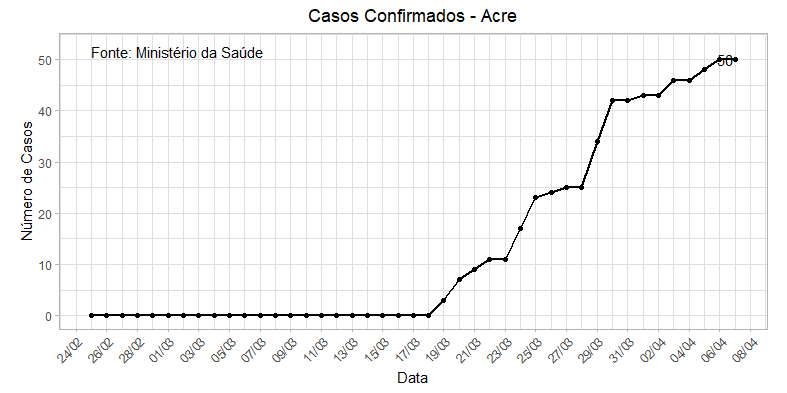 Casos Confirmados - Acre
Fonte: Ministério da Saúde
50
Número de Casos
50
40
30
20
10
0
24/02 26/02 28/02 01/03 03/03 05/03 07/03 09/03 11/03 13/03 15/03 17/03 19/03 21/03 23/03 25/03 27/03 29/03 31/03 02/04 04/04 06/04 08/04
Data